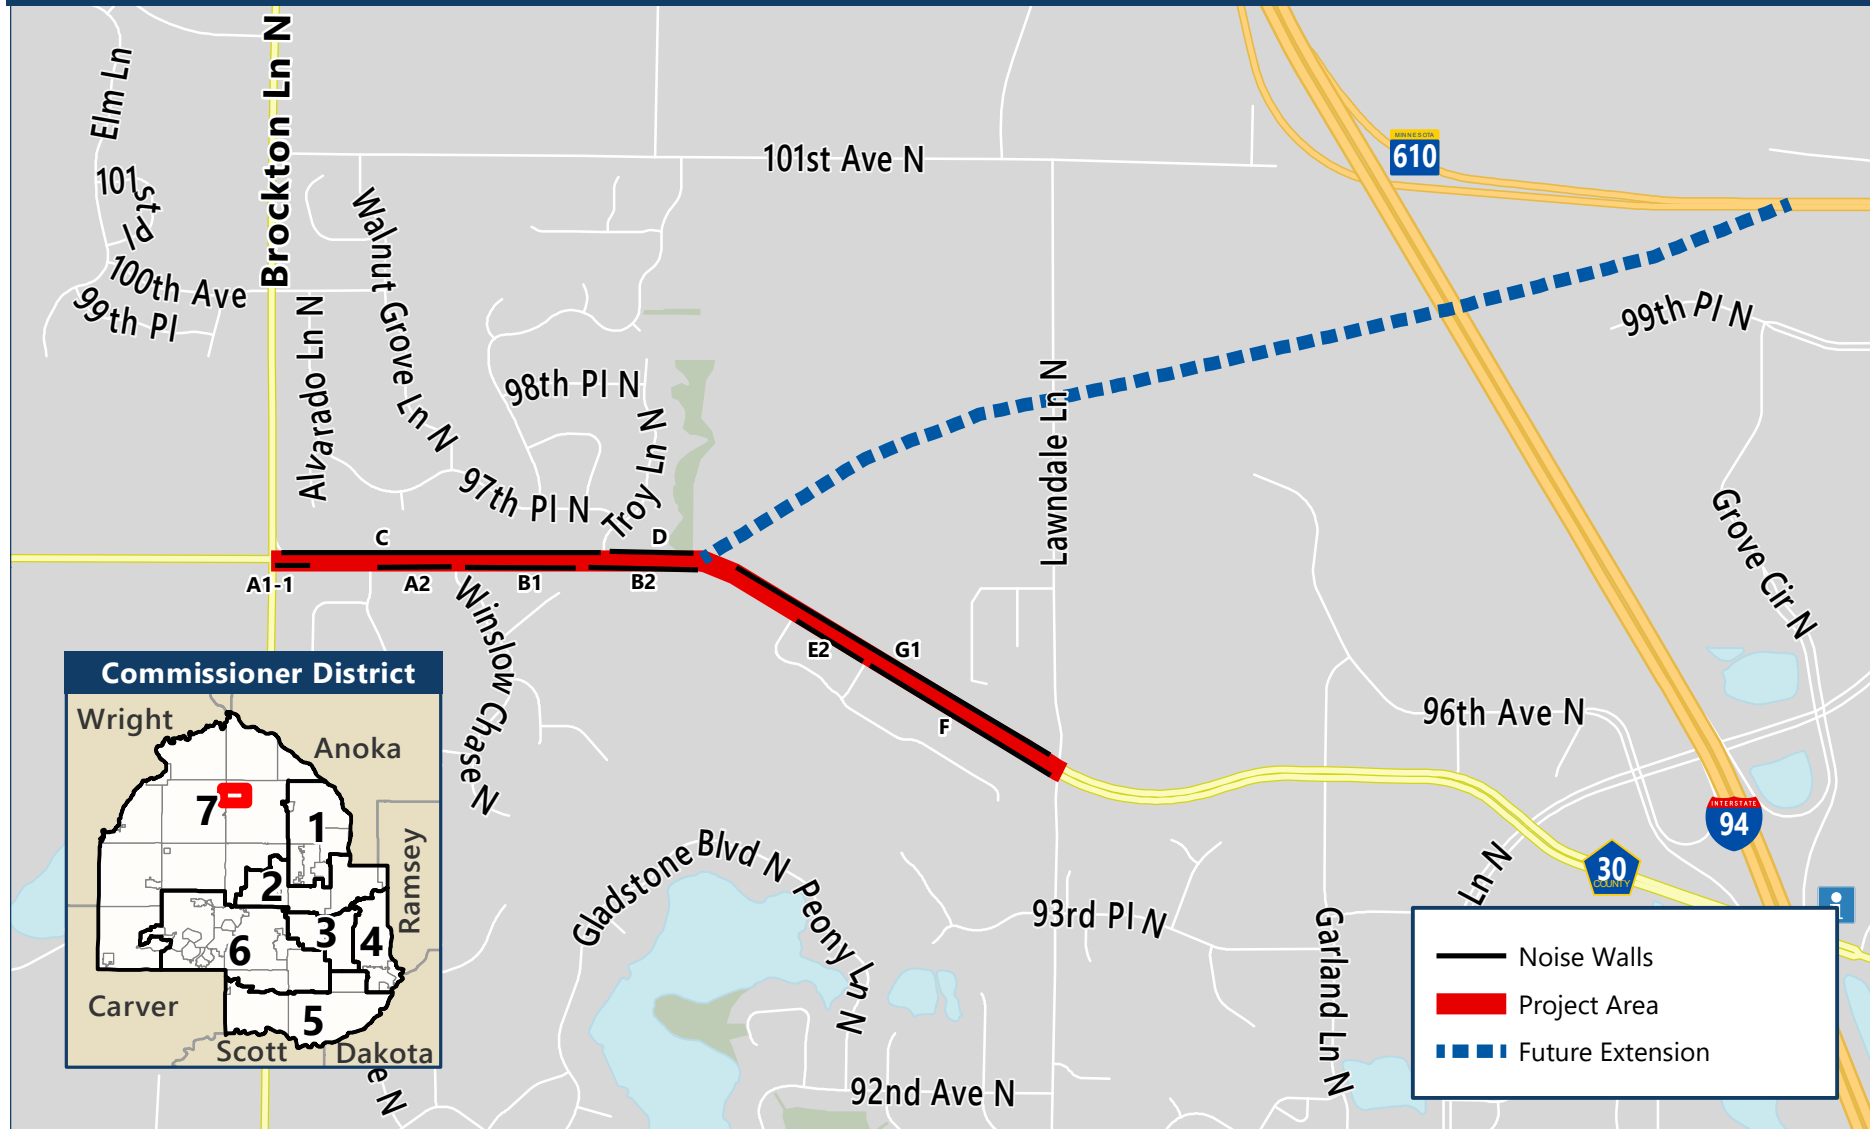 Brockton Ln N
Elm Ln
101st Pl
100th Ave
99th Pl
Walnut Grove Ln N
Alvarado Ln N
101st Ave N
MINNESOTA
610
99th Pl N
98th Pl N
Troy Ln N
97th Pl N
Lawndale Ln N
Grove Cir N
C
D
A1-1
A2
B1
B2
E2
G1
F
Winslow Chase N
96th Ave N
INTERSTATE
94
30
COUNTY
Ln N
Gladstone Blvd N
Peony Ln N
93rd Pl N
Garland Ln N
92nd Ave N
e N
Commissioner District
Wright
Anoka
Ramsey
Carver
Scott
Dakota
7
1
2
3
4
6
5
Noise Walls
Project Area
Future Extension